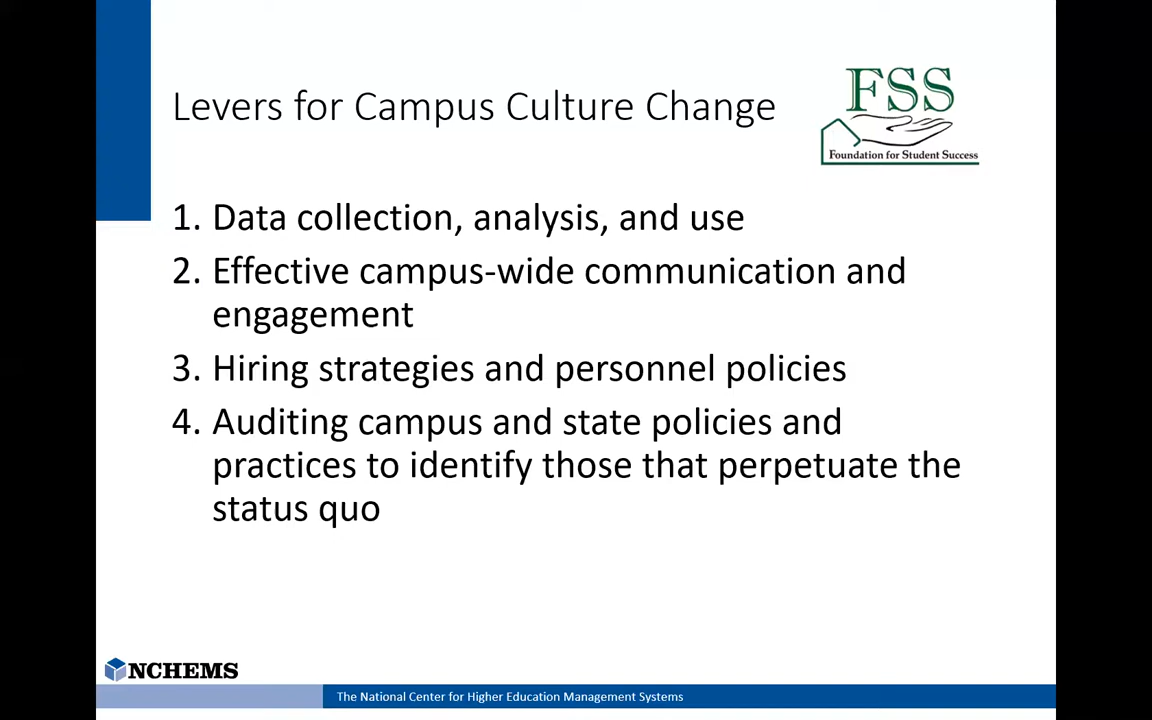 Levers for Campus Culture Change
FSS
Foundation for Student Success
1. Data collection, analysis, and use
2. Effective campus-wide communication and
engagement
3. Hiring strategies and personnel policies
4. Auditing campus and state policies and
practices to identify those that perpetuate the
status quo
NCHEMS
The National Center for Higher Education Management Systems